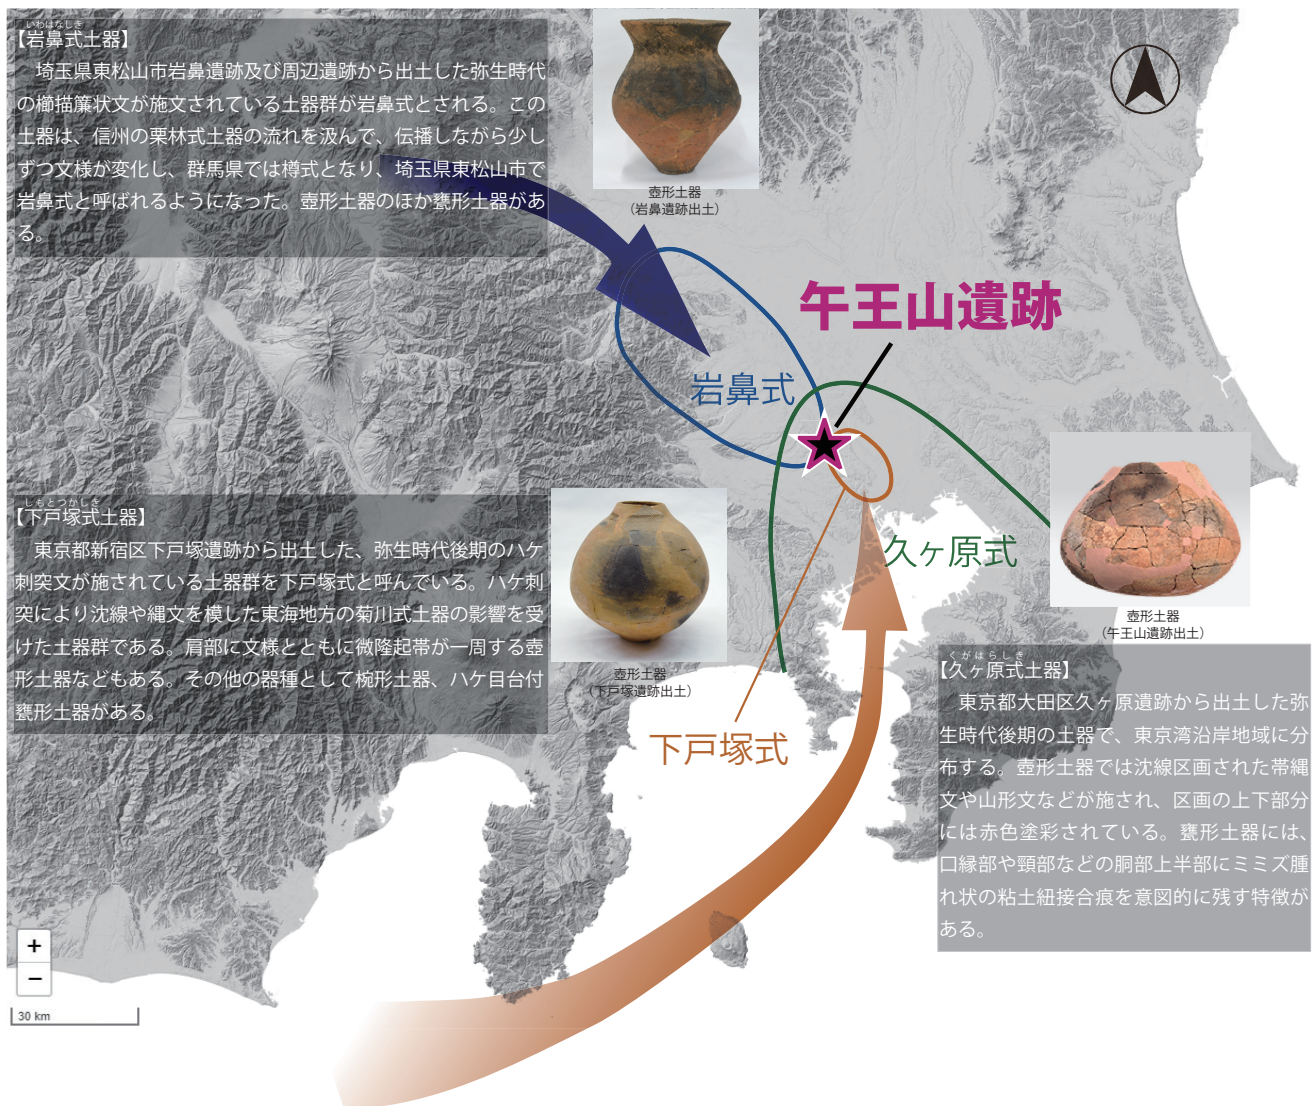 いわはなしき
【岩鼻式土器】
埼玉県東松山市岩鼻遺跡及び周辺遺跡から出土した弥生時代
の櫛描簾状文が施文されている土器群が岩鼻式とされる。この
土器は、信州の栗林式土器の流れを汲んで、伝播しながら少し
ずつ文様が変化し、群馬県では樽式となり、埼玉県東松山市で
岩鼻式と呼ばれるようになった。壺形土器のほか甕形土器があ
る。
壺形土器
（岩鼻遺跡出土）
午王山遺跡
岩鼻式
しもとつかしき
【下戸塚式土器】
東京都新宿区下戸塚遺跡から出土した、弥生時代後期のハケ
刺突文が施されている土器群を下戸塚式と呼んでいる。ハケ刺
突により沈線や縄文を模した東海地方の菊川式土器の影響を受
けた土器群である。肩部に文様とともに微隆起帯が一周する壺
形土器などもある。その他の器種として椀形土器、ハケ目台付
甕形土器がある。
壺形土器
（下戸塚遺跡出土）
下戸塚式
久ヶ原式
壺形土器
（午王山遺跡出土）
くがはらしき
【久ヶ原式土器】
東京都大田区久ヶ原遺跡から出土した弥
生時代後期の土器で、東京湾沿岸地域に分
布する。壺形土器では沈線区画された帯縄
文や山形文などが施され、区画の上下部分
には赤色塗彩されている。甕形土器には、
口縁部や頸部などの胴部上半部にミミズ腫
れ状の粘土紐接合痕を意図的に残す特徴が
ある。
+
−
30 km